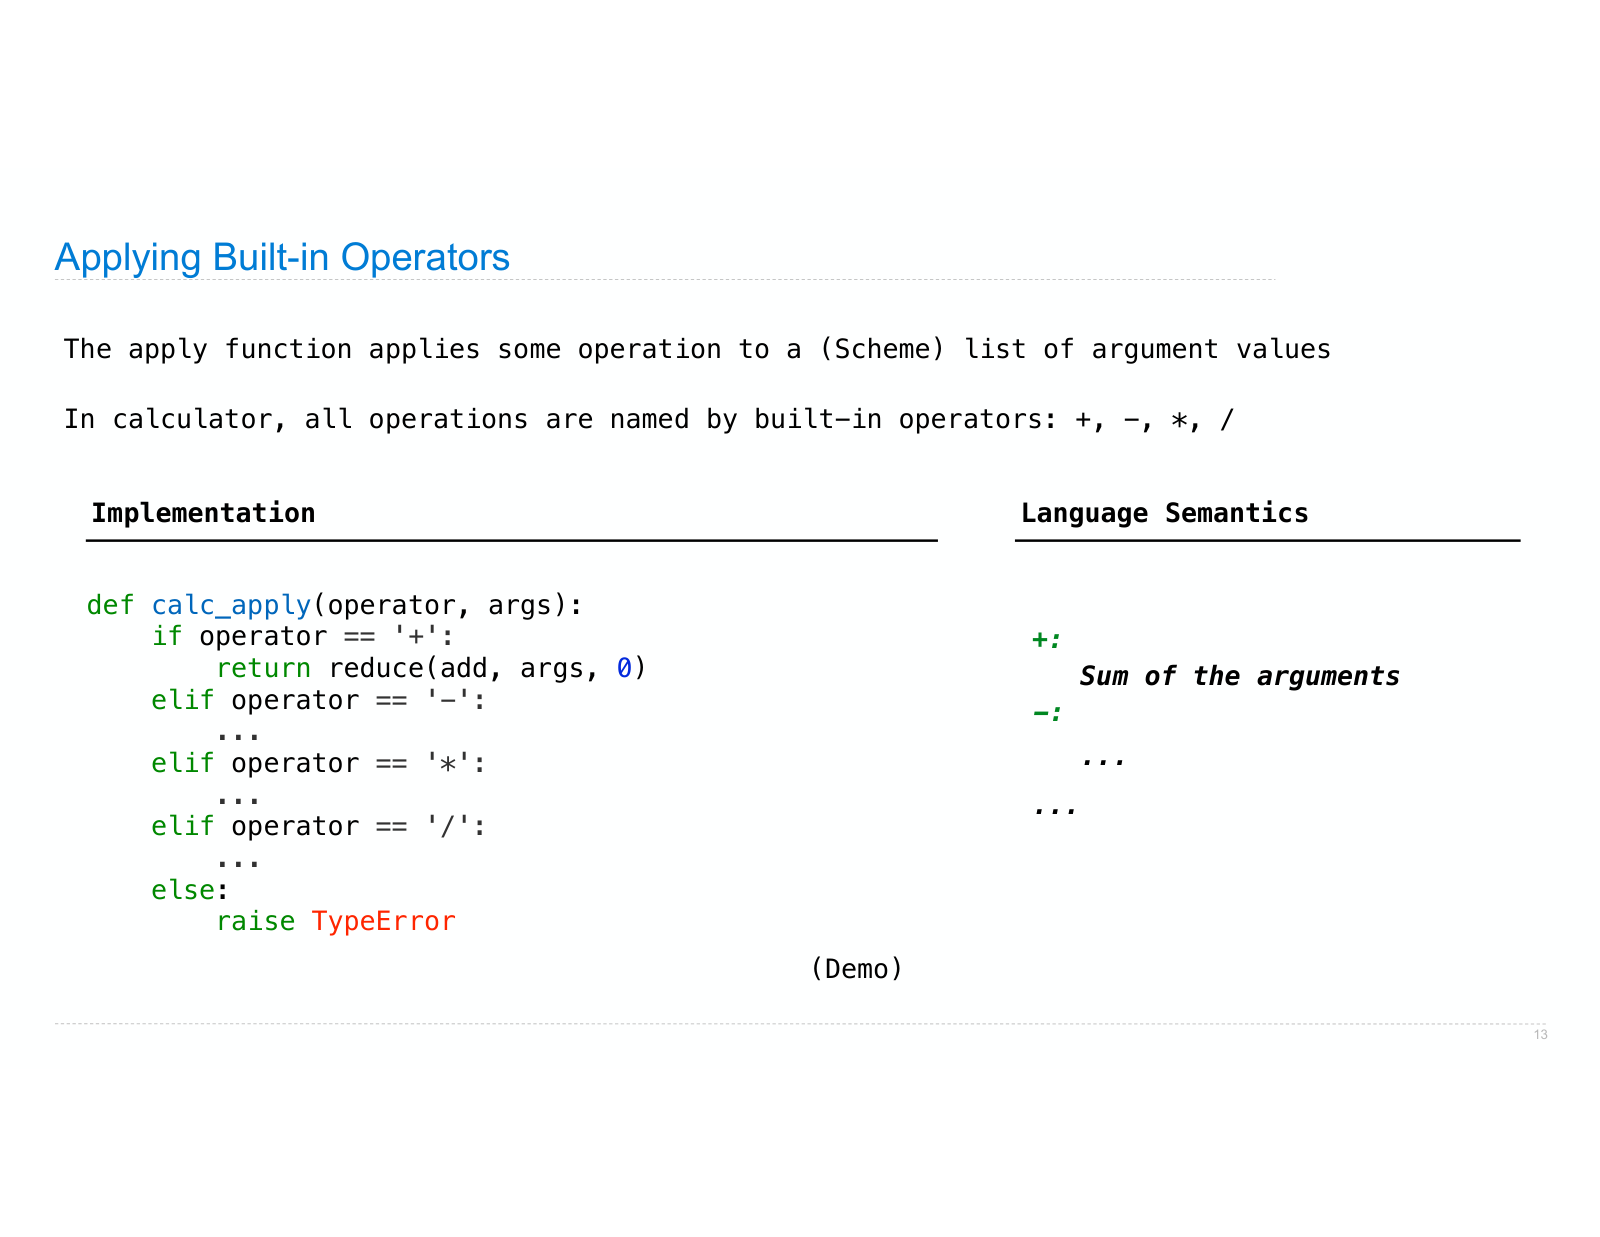 Applying Built-in Operators
The apply function applies some operation to a (Scheme) list of argument values
In calculator, all operations are named by built-in operators: +, -, *, /
Implementation
def calc_apply(operator, args):
    if operator == '+':
        return reduce(add, args, 0)
    elif operator == '-':
        ...
    elif operator == '*':
        ...
    elif operator == '/':
        ...
    else:
        raise TypeError
Language Semantics
+:
    Sum of the arguments
-:
    ...
...
(Demo)
13